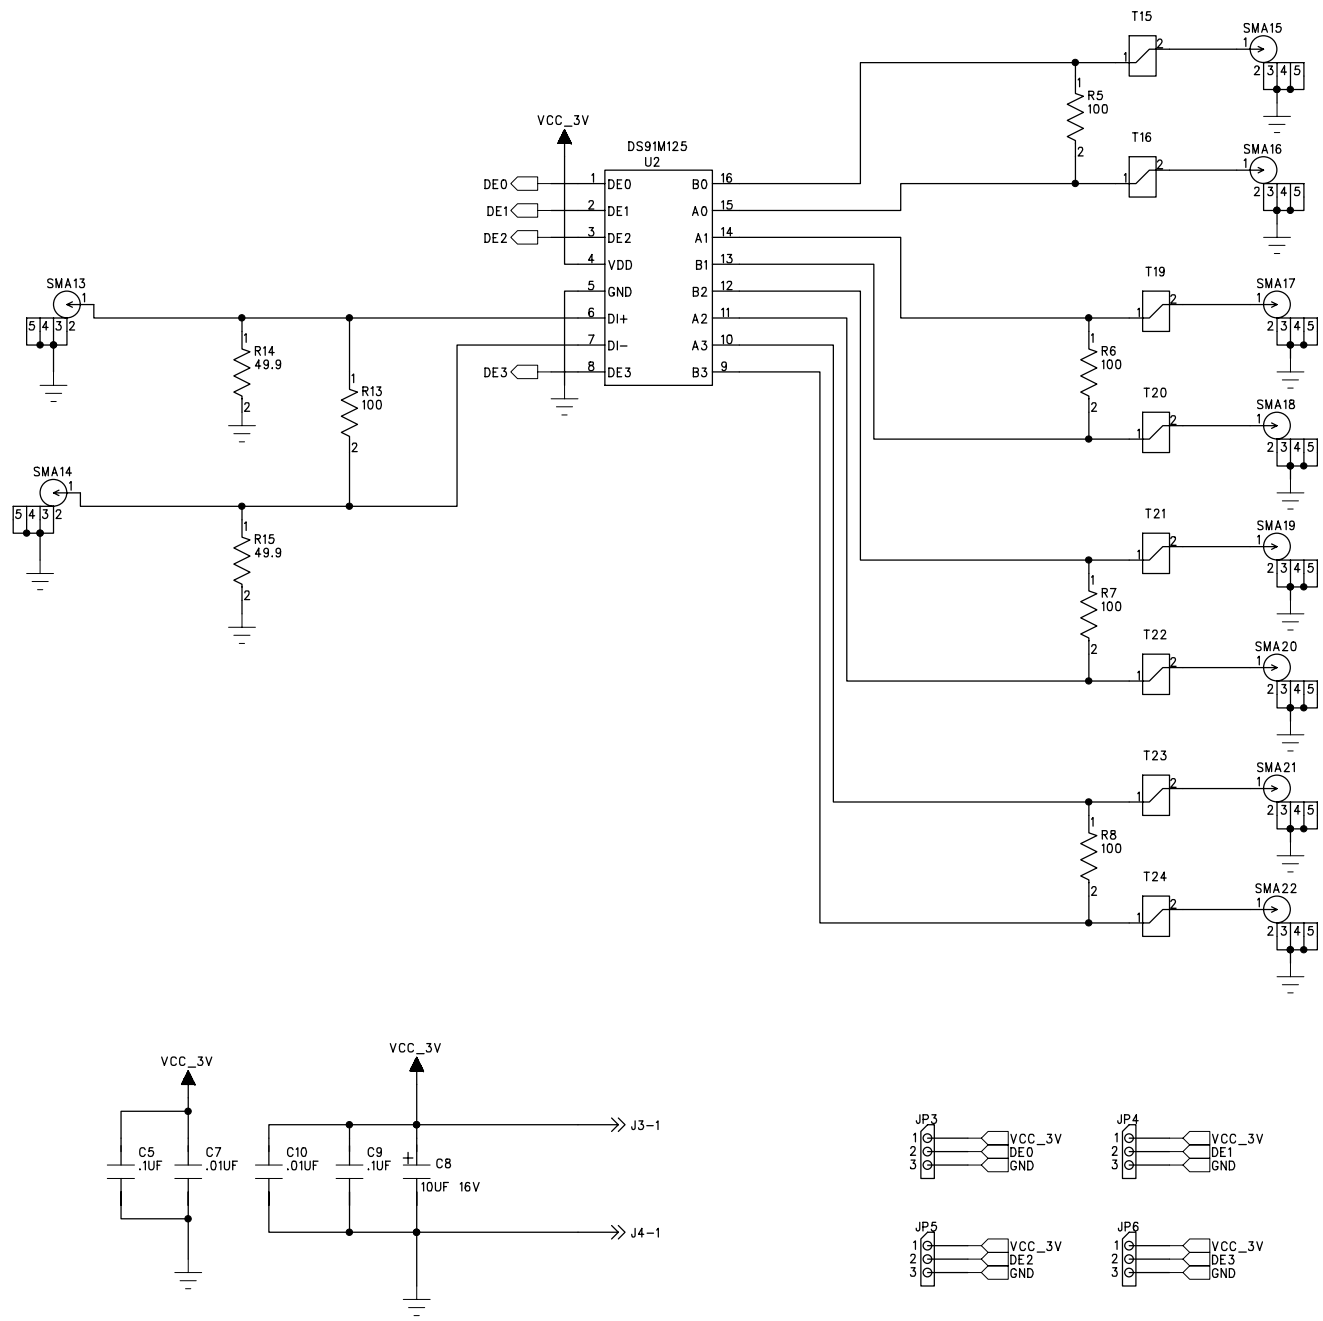 T15
SMA15
1 2 1
2 3 4 5
1
R5
100
2
VCC_3V
T16
SMA16
1 2 1
2 3 4 5
DS91M125
U2
DE0 1 DE0 B0 16
DE1 2 DE1 A0 15
DE2 3 DE2 A1 14
4 VDD B1 13
5 GND B2 12
6 DI+ A2 11
7 DI- A3 10
DE3 8 DE3 B3 9
SMA13
1
5 4 3 2
1
R14
49.9
2
1
R13
100
2
SMA14
1
5 4 3 2
1
R15
49.9
2
T19
SMA17
1 2 1
2 3 4 5
1
R6
100
2
T20
SMA18
1 2 1
2 3 4 5
T21
SMA19
1 2 1
2 3 4 5
1
R7
100
2
T22
SMA20
1 2 1
2 3 4 5
T23
SMA21
1 2 1
2 3 4 5
1
R8
100
2
T24
SMA22
1 2 1
2 3 4 5
VCC_3V
C5
.1UF
C7
.01UF
VCC_3V
J3-1
C10
.01UF
C9
.1UF
+
C8
10UF 16V
J4-1
JP3
1 VCC_3V
2 DE0
3 GND
JP4
1 VCC_3V
2 DE1
3 GND
JP5
1 VCC_3V
2 DE2
3 GND
JP6
1 VCC_3V
2 DE3
3 GND